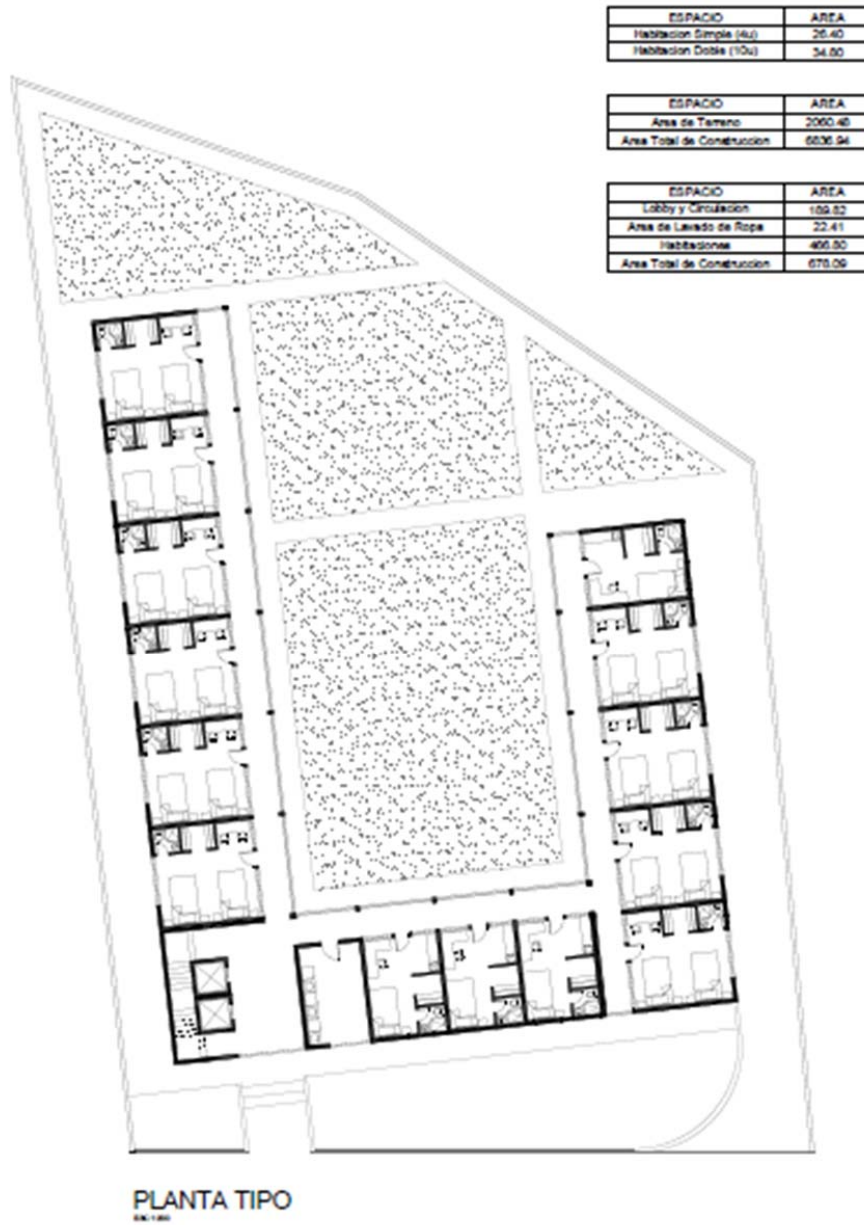 ESPACIO AREA
Habitacion Simple (4u) 26.40
Habitacion Doble (10u) 34.80
ESPACIO AREA
Area de Terreno 2060.48
Area Total de Construccion 6836.94
ESPACIO AREA
Lobby y Circulacion 189.82
Area de Lavado de Ropa 22.41
Habitaciones 466.80
Area Total de Construccion 678.09
PLANTA TIPO